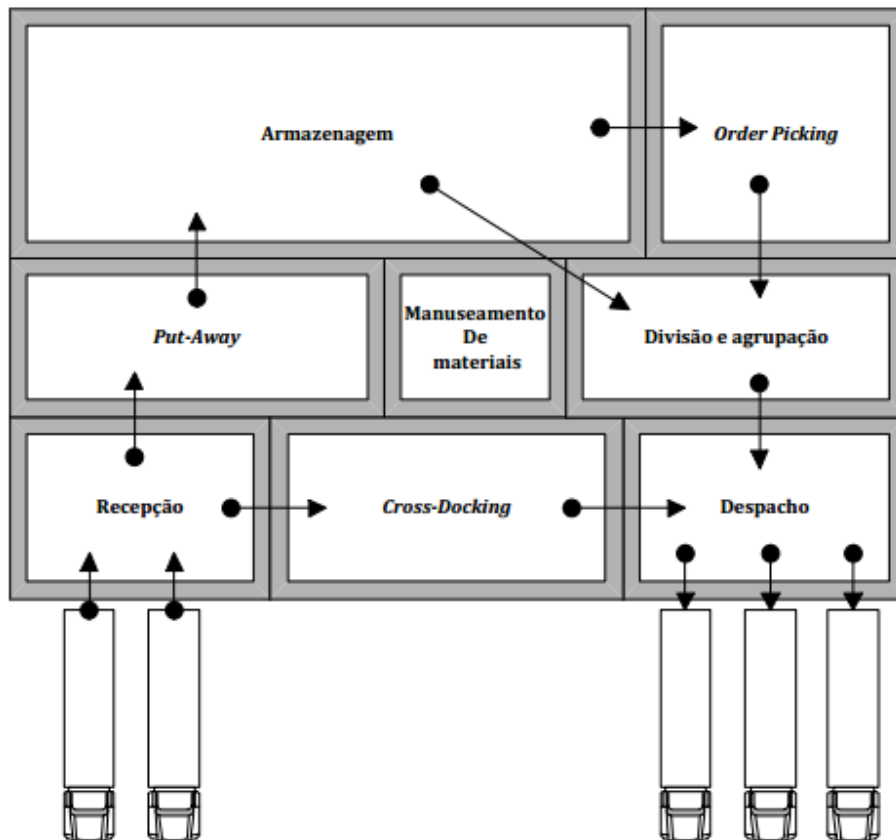 Armazenagem
Order Picking
Put-Away
Manuseamento
De
materiais
Divisão e agrupação
Recepção
Cross-Docking
Despacho